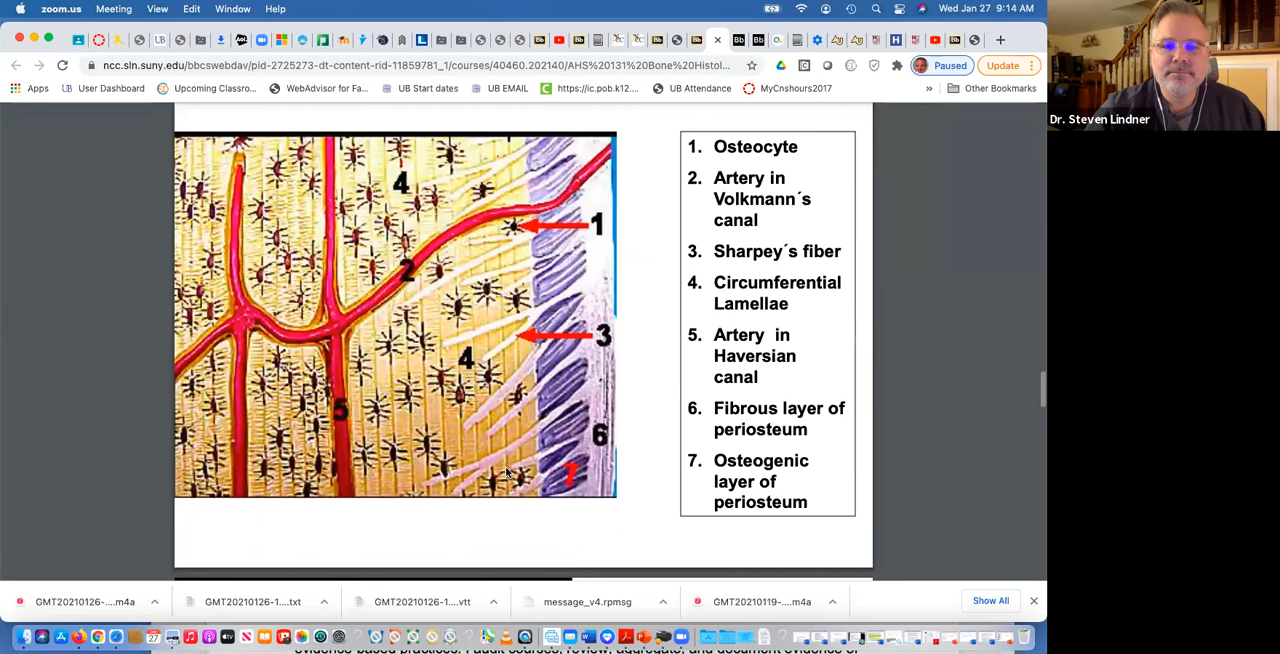 zoom.us Meeting View Edit Window Help Wed Jan 27 9:14 AM
ncc.sln.suny.edu/bbcswebdav/pid-2725273-dt-content-rid-11859781_1/courses/40460.202140/AHS%20131%20Bone%20Histol... Paused Update
Apps User Dashboard Upcoming Classro... WebAdvisor for Fa... UB Start dates UB EMAIL https://ic.pob.k12.... UB Attendance MyCnshours2017 » Other Bookmarks
Dr. Steven Lindner
4
1
2
3
4
5
6
7
1. Osteocyte
2. Artery in
Volkmann´s
canal
3. Sharpey´s fiber
4. Circumferential
Lamellae
5. Artery in
Haversian
canal
6. Fibrous layer of
periosteum
7. Osteogenic
layer of
periosteum
GMT20210126-....m4a GMT20210126-1....txt GMT20210126-1....vtt message_v4.rpmsg GMT20210119-....m4a Show All